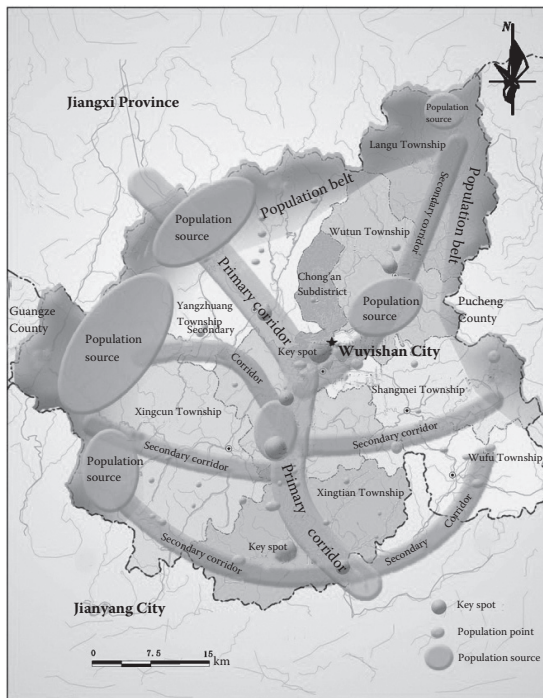 N
Jiangxi Province
Population
source
Langu Township
Population belt
Population belt
Secondary corridor
Population
source
Wutun Township
Chong'an
Subdistrict
Primary corridor
Guangze
County
Yangzhuang
Township
Secondary
Corridor
Population
source
Population
source
Pucheng
County
Key spot
Wuyishan City
Shangmei Township
Xingcun Township
Secondary corridor
Secondary corridor
Wufu Township
Population
source
Primary
corridor
Xingtian Township
Secondary corridor
Key spot
Secondary
Corridor
Jianyang City
Key spot
Population point
Population source
0 7.5 15
km